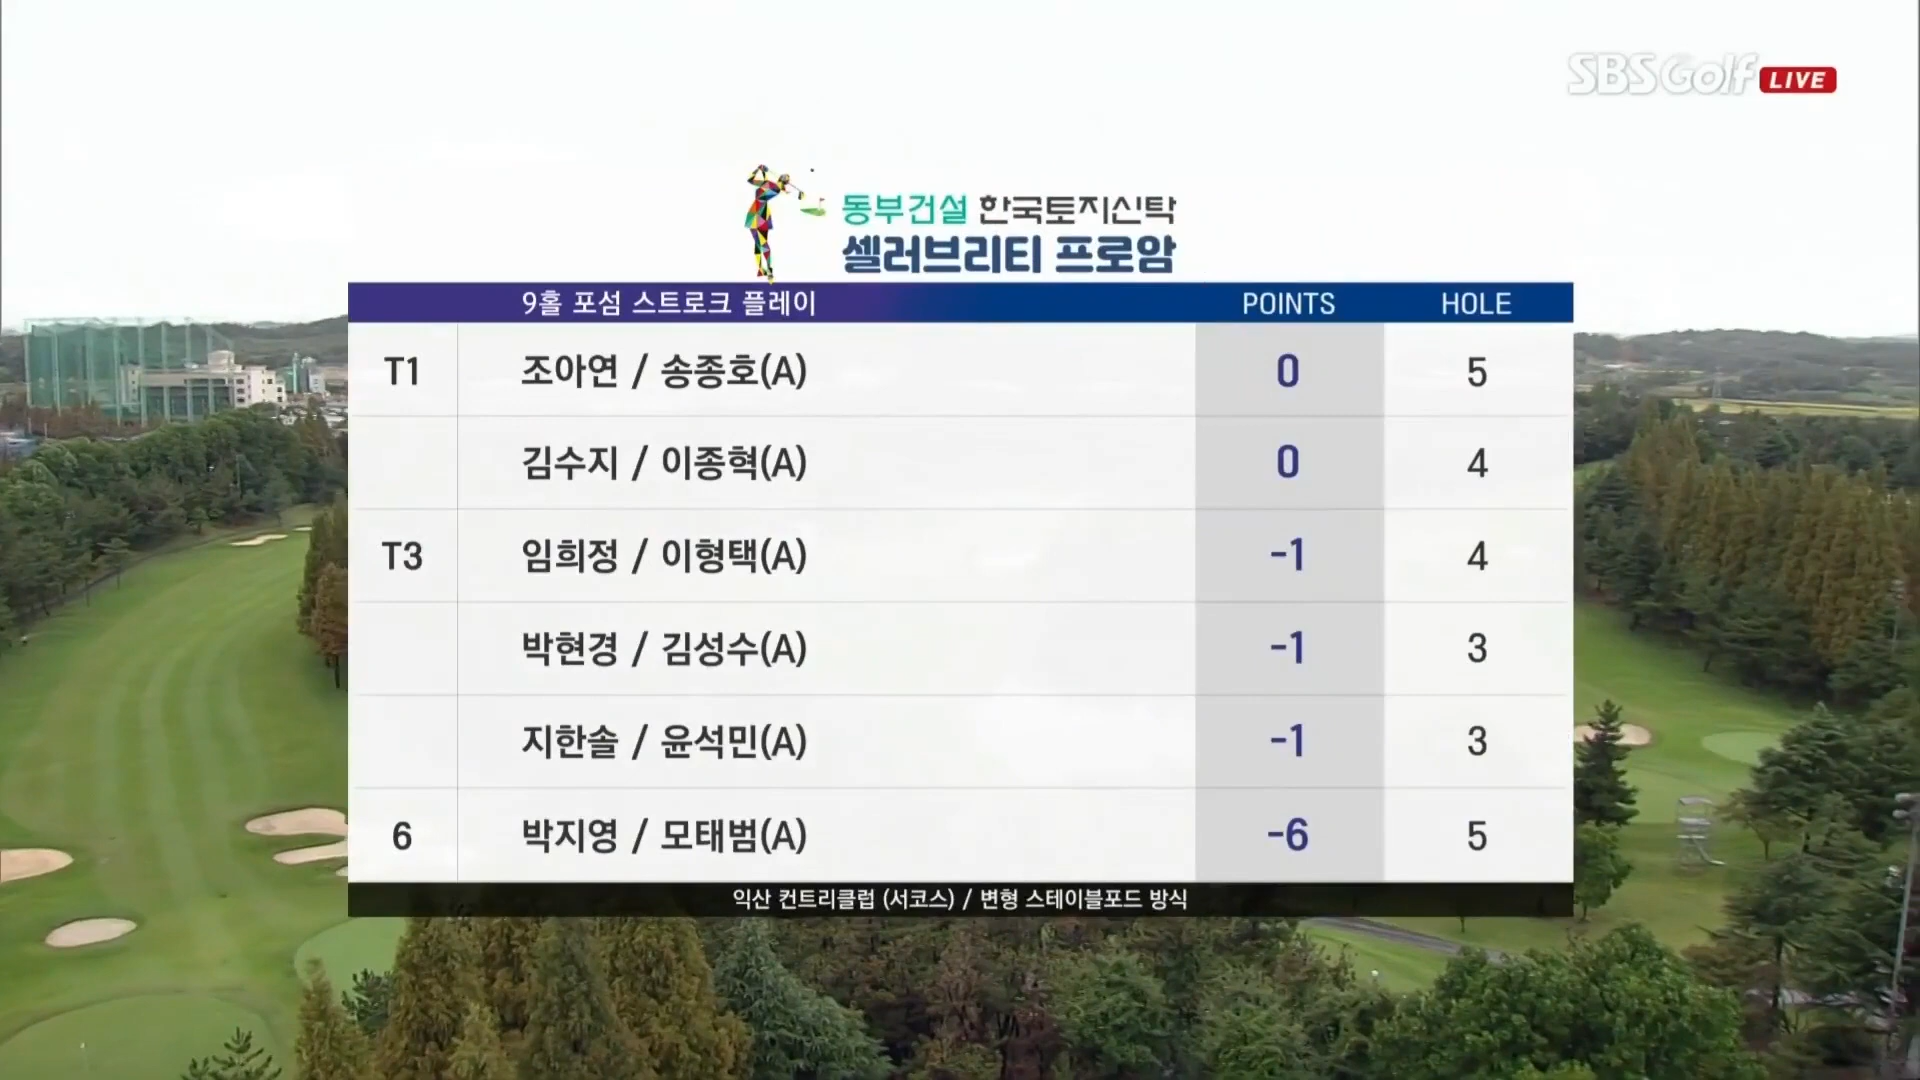 SBS Golf LIVE
동부건설 한국토지신탁
셀러브리티 프로암
9홀 포섬 스트로크 플레이 POINTS HOLE
T1 조아연 / 송종호(A) 0 5
김수지 / 이종혁(A) 0 4
T3 임희정 / 이형택(A) -1 4
박현경 / 김성수(A) -1 3
지한솔 / 윤석민(A) -1 3
6 박지영 / 모태범(A) -6 5
익산 컨트리클럽 (서코스) / 변형 스테이블포드 방식